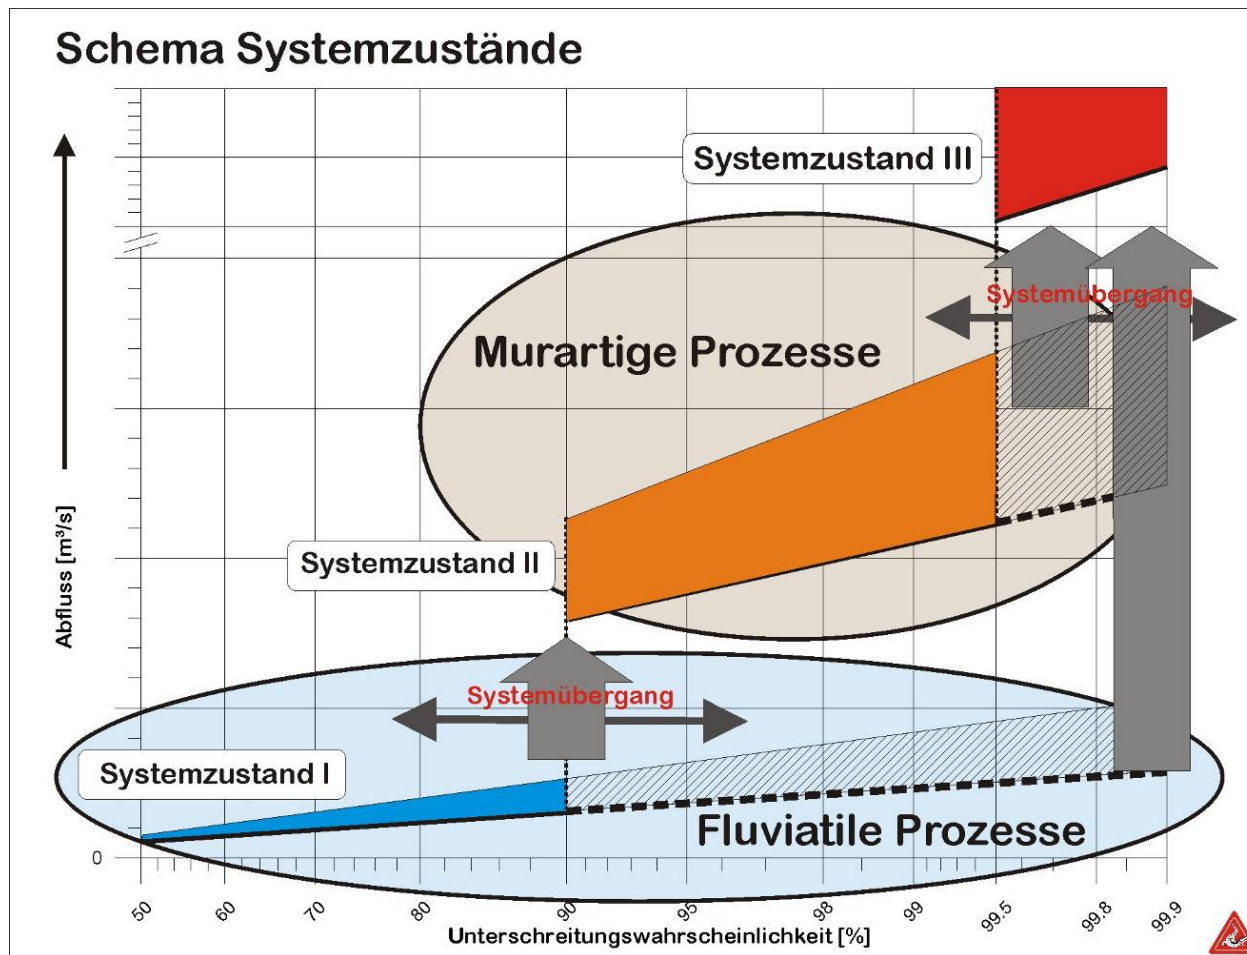 Schema Systemzustände
Systemzustand III
Systemübergang
Murartige Prozesse
Systemzustand II
Abfluss [m³/s]
Systemübergang
Systemzustand I
Fluviatile Prozesse
0
50
60
70
80
90
95
98
99
99.5
99.8
99.9
Unterschreitungswahrscheinlichkeit [%]